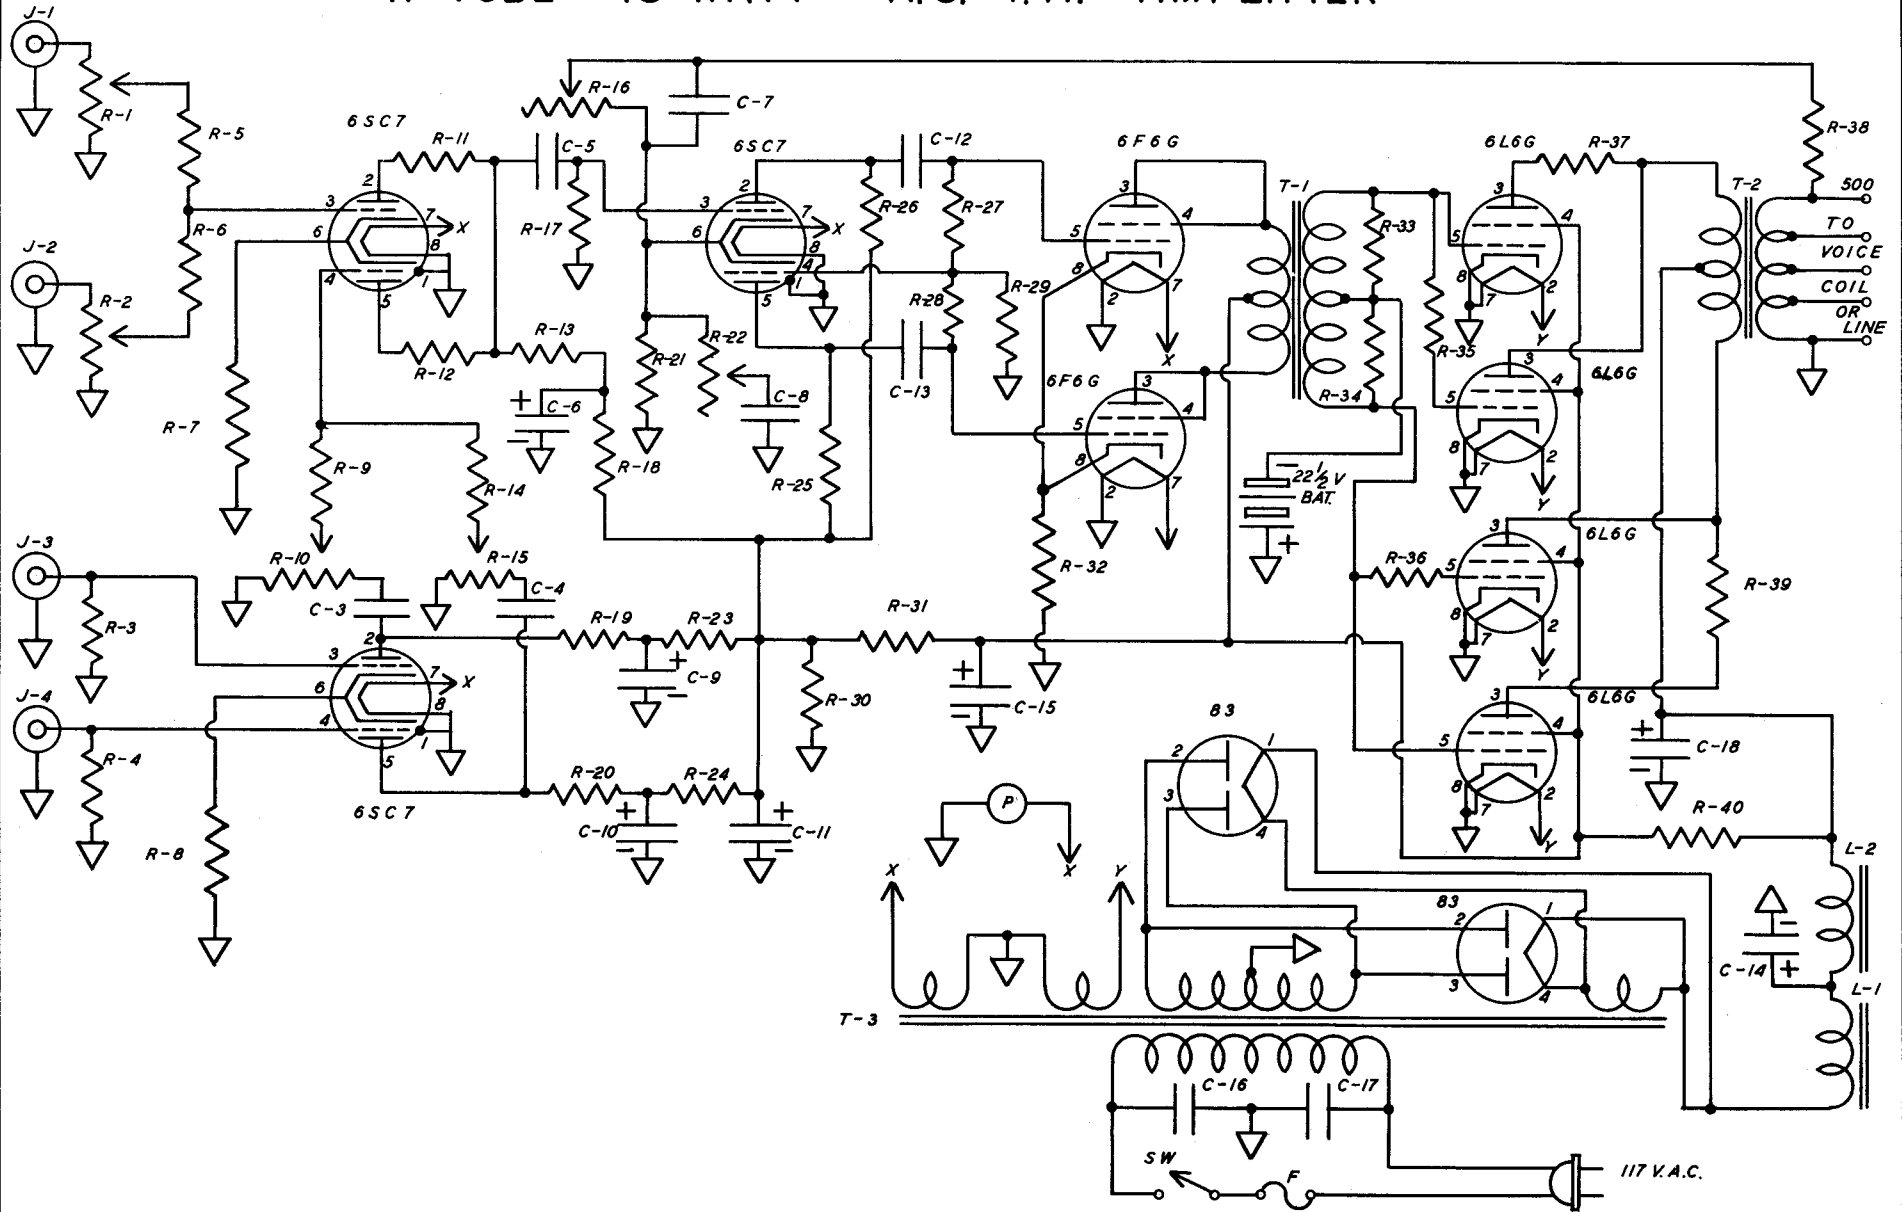 J-1
R-1
R-5
6SC7
R-11
C-5
R-16
C-7
6SC7
C-12
6F6G
6L6G
R-37
R-38
T-1
T-2
500
TO
VOICE
COIL
OR
LINE
J-2
R-2
R-6
R-17
R-26
R-27
R-33
R-28
R-29
R-13
R-12
R-21
R-22
C-6
C-8
C-13
6F6G
R-34
R-35
6L6G
R-7
R-9
R-14
R-18
R-25
22 1/2 V
BAT.
J-3
R-10
R-15
C-3
C-4
R-3
R-19
R-23
R-31
R-32
R-36
6L6G
R-39
C-9
R-30
C-15
J-4
R-4
6SC7
R-8
R-20
R-24
C-10
C-11
83
6L6G
C-18
R-40
P
X
X
Y
83
L-2
C-14
L-1
T-3
C-16
C-17
SW
F
117 V.A.C.